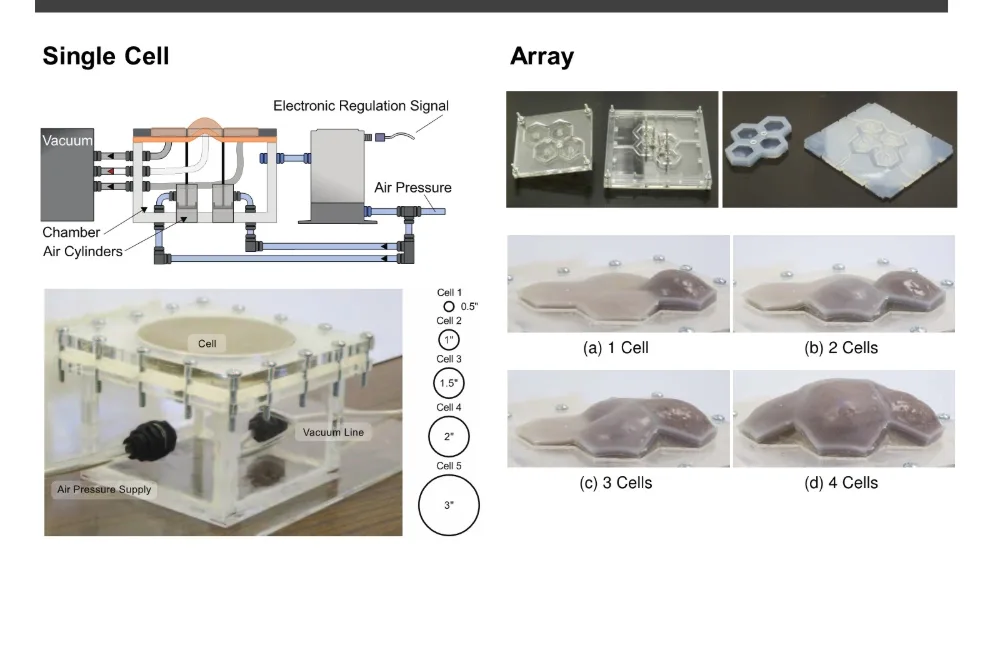 Single Cell
Electronic Regulation Signal
Vacuum
Air Pressure
Chamber
Air Cylinders
Cell
Vacuum Line
Air Pressure Supply
Cell 1
0.5"
Cell 2
1"
Cell 3
1.5"
Cell 4
2"
Cell 5
3"
Array
(a) 1 Cell
(b) 2 Cells
(c) 3 Cells
(d) 4 Cells